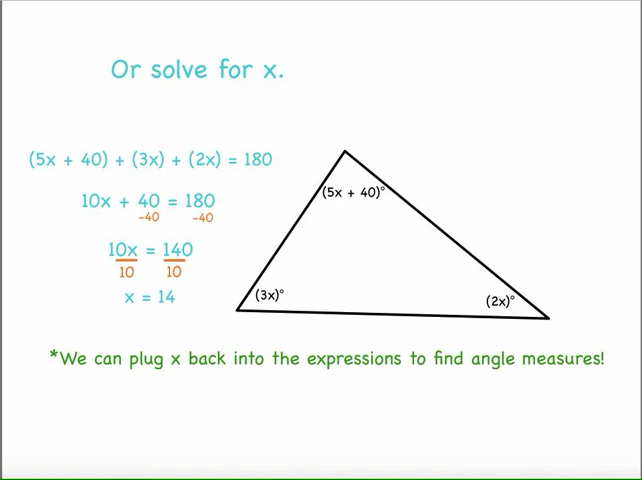 Or solve for x.
(5x + 40) + (3x) + (2x) = 180
10x + 40 = 180
-40 -40
10x = 140
10 10
x = 14
(5x + 40)°
(3x)°
(2x)°
*We can plug x back into the expressions to find angle measures!